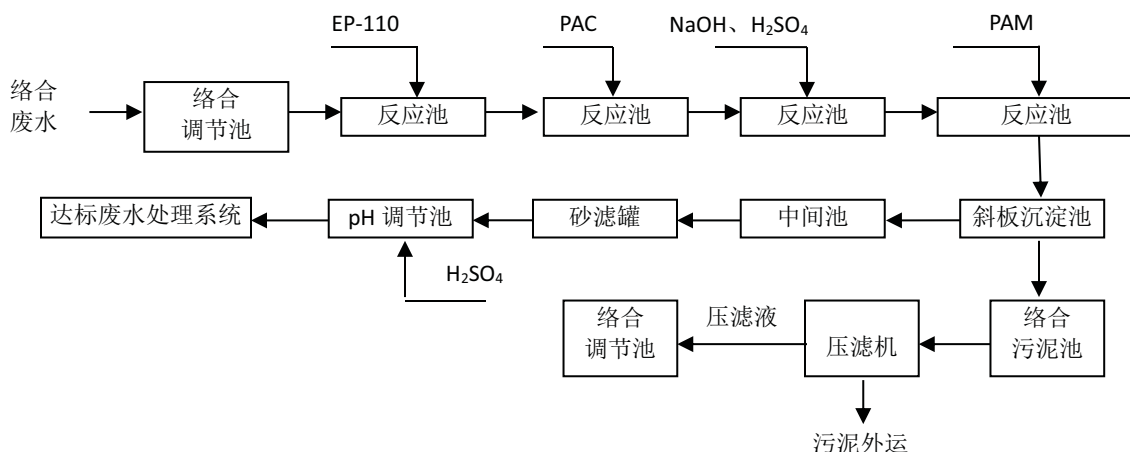 EP-110
PAC
NaOH、H₂SO₄
PAM
络合
废水
络合
调节池
反应池
反应池
反应池
反应池
达标废水处理系统
pH 调节池
砂滤罐
中间池
斜板沉淀池
H₂SO₄
络合
调节池
压滤液
压滤机
络合
污泥池
污泥外运